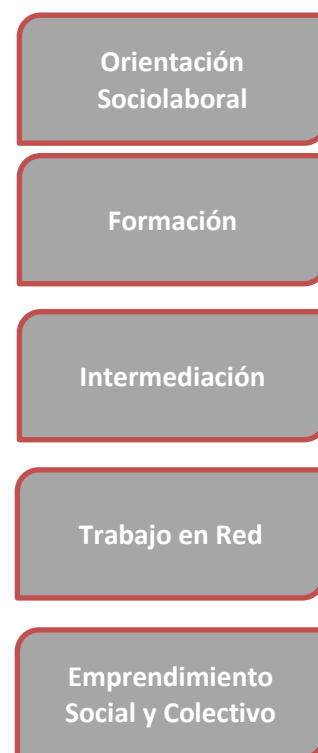 Orientación
Sociolaboral
Formación
Intermediación
Trabajo en Red
Emprendimiento
Social y Colectivo